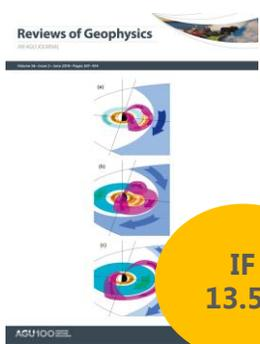 Reviews of Geophysics
AN AGU JOURNAL
(a)
(b)
(c)
IF
13.5
AGU100